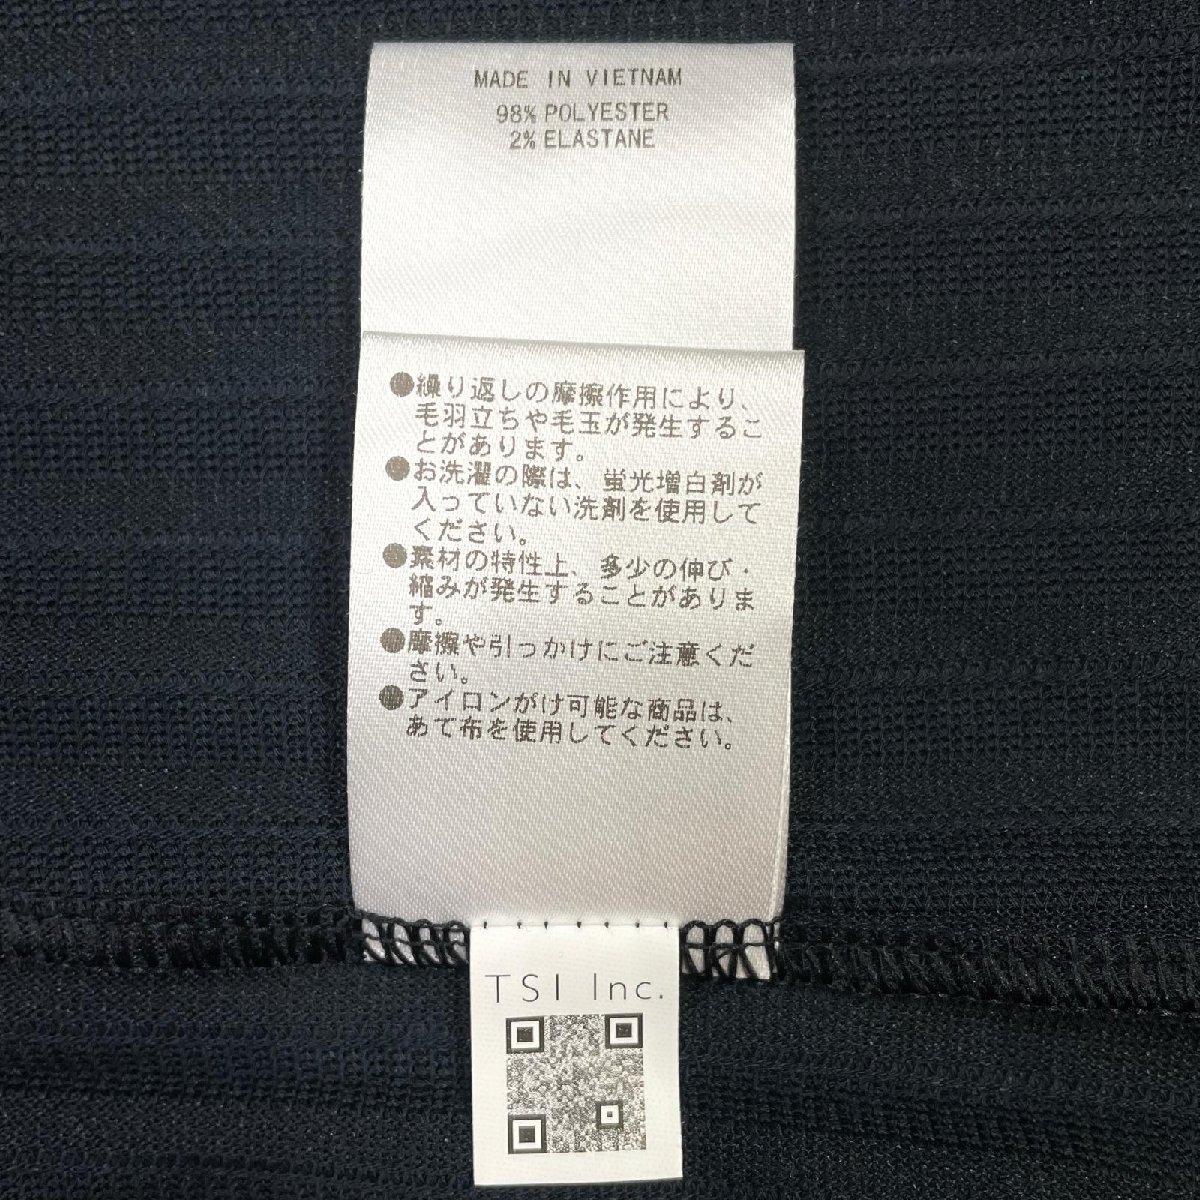 MADE IN VIETNAM
98% POLYESTER
2% ELASTANE
●繰り返しの摩擦作用により、
毛羽立ちや毛玉が発生するこ
とがあります。
●お洗濯の際は、蛍光増白剤が
入っていない洗剤を使用して
ください。
●素材の特性上、多少の伸び・
縮みが発生することがありま
す。
●摩擦や引っかけにご注意くだ
さい。
●アイロンがけ可能な商品は、
あて布を使用してください。
TSI Inc.